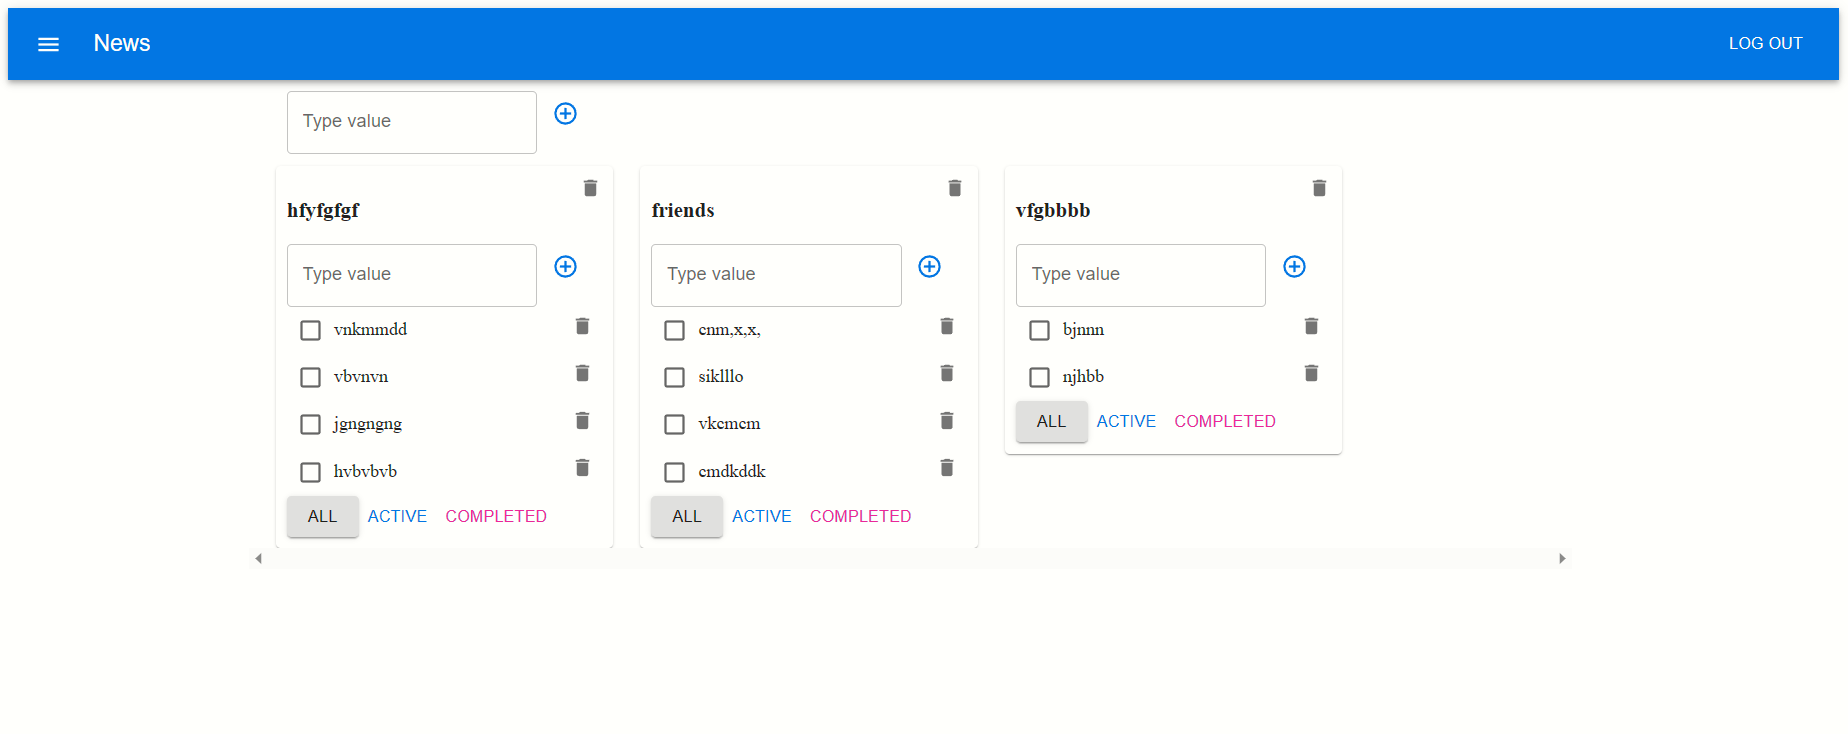 News
LOG OUT
Type value
hfyfgfgf
Type value
vnkmmdd
vbvnvn
jgngngng
hvbvbvb
ALL ACTIVE COMPLETED
friends
Type value
cnm,x,x,
siklllo
vkcmcm
cmdkddk
ALL ACTIVE COMPLETED
vfgbbbb
Type value
bjnnn
njhbb
ALL ACTIVE COMPLETED